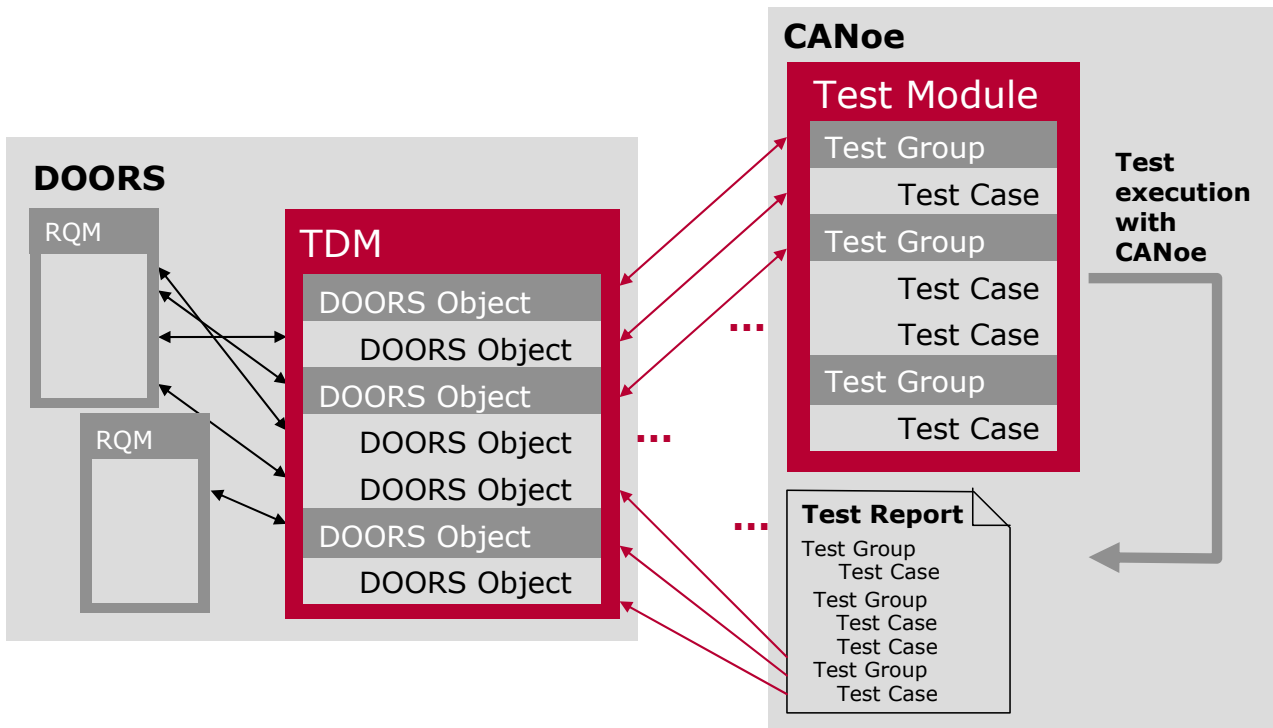 CANoe
Test Module
Test Group
Test Case
Test Group
Test Case
Test Case
Test Group
Test Case
Test
execution
with
CANoe
DOORS
RQM
RQM
TDM
DOORS Object
DOORS Object
DOORS Object
DOORS Object
DOORS Object
DOORS Object
DOORS Object
...
...
...
Test Report
Test Group
Test Case
Test Group
Test Case
Test Case
Test Group
Test Case